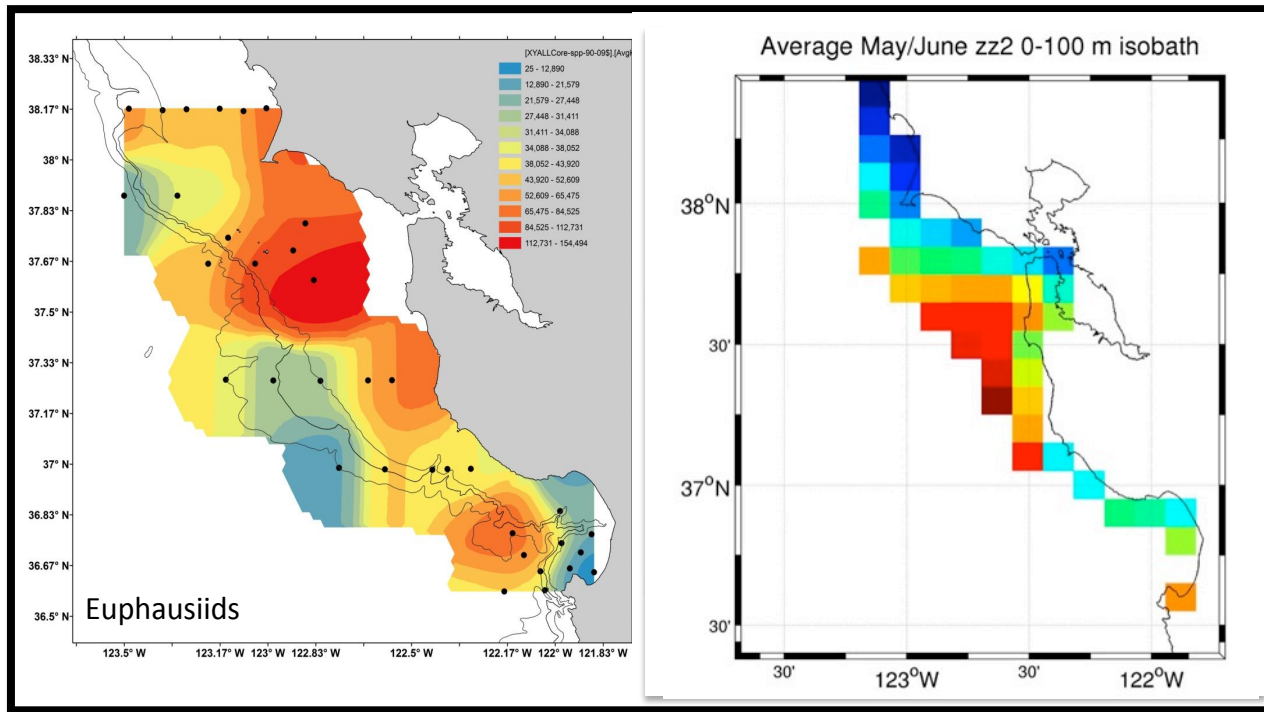 [XYALLCore-spp-90-09$].[AvgH
25 - 12,890
12,890 - 21,579
21,579 - 27,448
27,448 - 31,411
31,411 - 34,088
34,088 - 38,052
38,052 - 43,920
43,920 - 52,609
52,609 - 65,475
65,475 - 84,525
84,525 - 112,731
112,731 - 154,494
38.33° N
38.17° N
38° N
37.83° N
37.67° N
37.5° N
37.33° N
37.17° N
37° N
36.83° N
36.67° N
36.5° N
Euphausiids
123.5° W 123.17° W 123° W 122.83° W 122.5° W 122.17° W 122° W 121.83° W
Average May/June zz2 0-100 m isobath
38°N
30'
37°N
30'
30' 123°W 30' 122°W